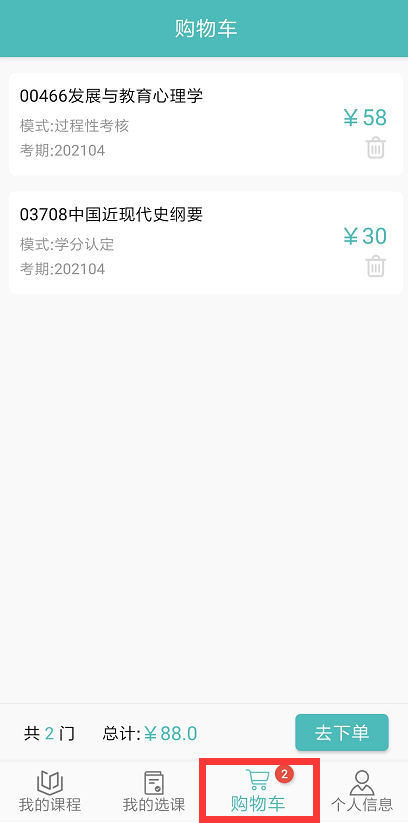 购物车
00466发展与教育心理学
¥58
模式:过程性考核
考期:202104
03708中国近现代史纲要
¥30
模式:学分认定
考期:202104
共 2 门 总计:¥88.0 去下单
2
我的课程 我的选课 购物车 个人信息